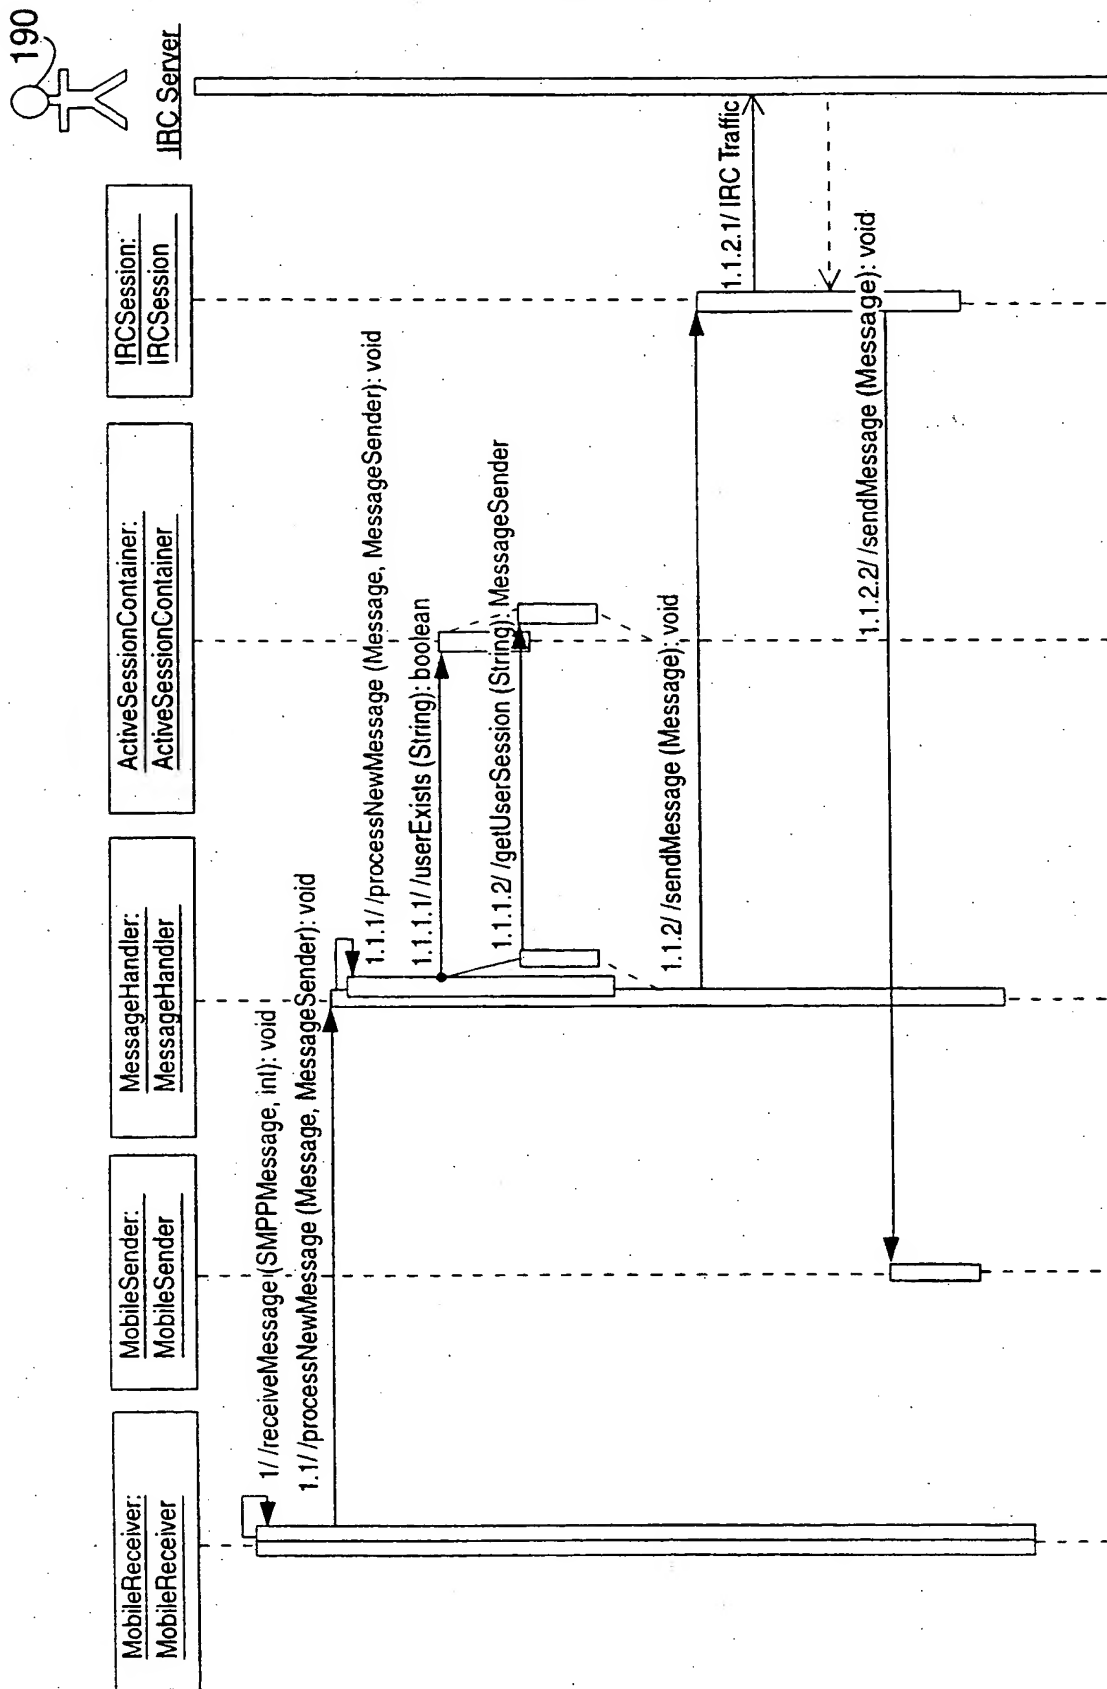 190
IRC Server
MobileReceiver:
MobileReceiver
MobileSender:
MobileSender
MessageHandler:
MessageHandler
ActiveSessionContainer:
ActiveSessionContainer
IRCSession:
IRCSession
1/ /receiveMessage (SMPPMessage, int): void
1.1/ /processNewMessage (Message, MessageSender): void
1.1.1/ /processNewMessage (Message, MessageSender): void
1.1.1.1/ /userExists (String): boolean
1.1.1.2/ /getUserSession (String): MessageSender
1.1.2/ /sendMessage (Message): void
1.1.2.1/ IRC Traffic
1.1.2.2/ /sendMessage (Message): void